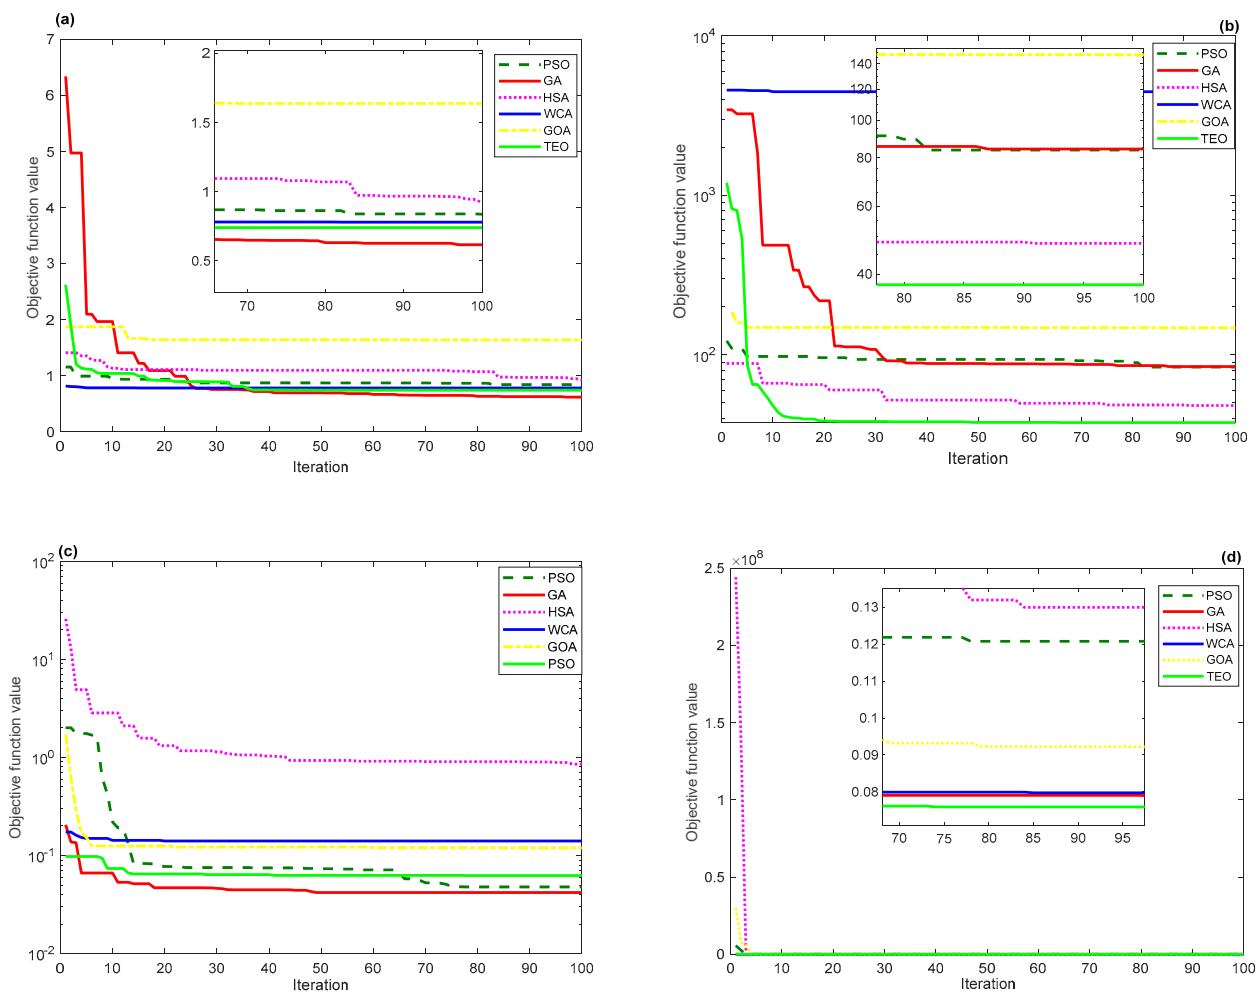 (a)
7
6
5
4
3
2
1
0
Objective function value
0 10 20 30 40 50 60 70 80 90 100
Iteration
2
1.5
1
0.5
70 80 90 100
PSO
GA
HSA
WCA
GOA
TEO
(b)
10^4
10^3
10^2
Objective function value
0 10 20 30 40 50 60 70 80 90 100
Iteration
140
120
100
80
60
40
80 85 90 95 100
PSO
GA
HSA
WCA
GOA
TEO
(c)
10^2
10^1
10^0
10^-1
10^-2
Objective function value
0 10 20 30 40 50 60 70 80 90 100
Iteration
PSO
GA
HSA
WCA
GOA
PSO
(d)
×10^8
2.5
2
1.5
1
0.5
0
Objective function value
0 10 20 30 40 50 60 70 80 90 100
Iteration
0.13
0.12
0.11
0.1
0.09
0.08
70 75 80 85 90 95
PSO
GA
HSA
WCA
GOA
TEO